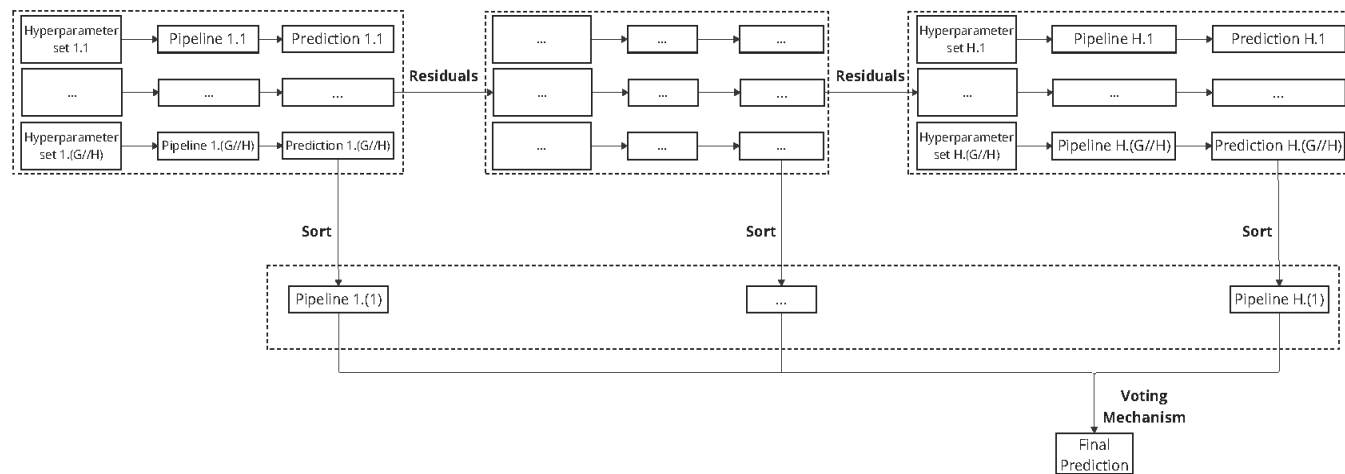 Hyperparameter
set 1.1
Pipeline 1.1
Prediction 1.1
...
...
...
Hyperparameter
set H.1
Pipeline H.1
Prediction H.1
Residuals
Residuals
...
...
...
...
...
...
...
...
...
Hyperparameter
set 1.(G//H)
Pipeline 1.(G//H)
Prediction 1.(G//H)
...
...
...
Hyperparameter
set H.(G//H)
Pipeline H.(G//H)
Prediction H.(G//H)
Sort
Sort
Sort
Pipeline 1.(1)
...
Pipeline H.(1)
Voting
Mechanism
Final
Prediction